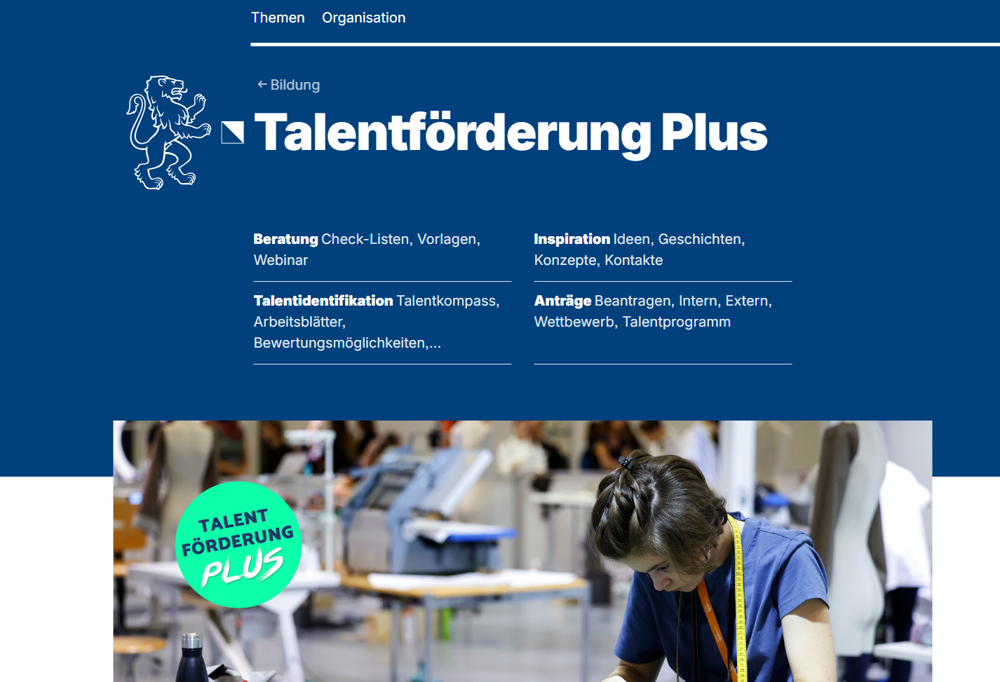 Themen Organisation
← Bildung
Talentförderung Plus
Beratung Check-Listen, Vorlagen,
Webinar
Inspiration Ideen, Geschichten,
Konzepte, Kontakte
Talentidentifikation Talentkompass,
Arbeitsblätter,
Bewertungsmöglichkeiten,...
Anträge Beantragen, Intern, Extern,
Wettbewerb, Talentprogramm
TALENT
FÖRDERUNG
PLUS